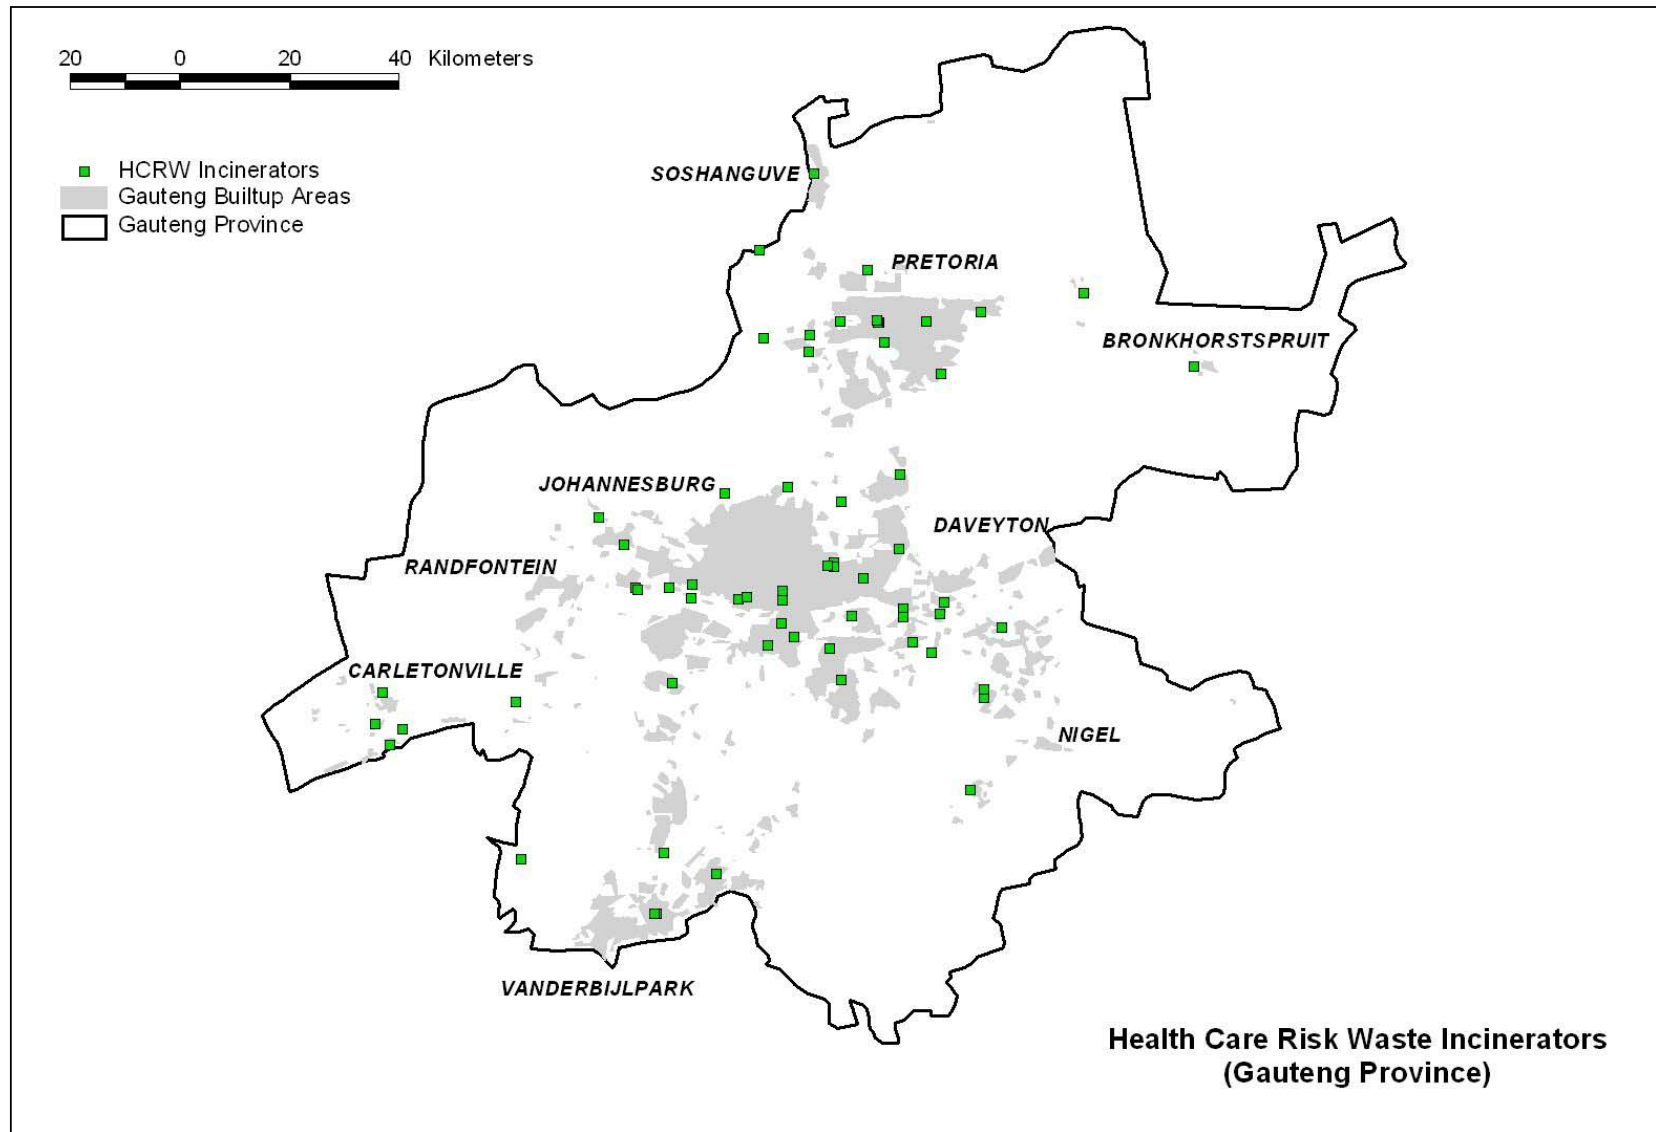 20 0 20 40 Kilometers
HCRW Incinerators
Gauteng Builtup Areas
Gauteng Province
SOSHANGUVE
PRETORIA
BRONKHORSTSPRUIT
JOHANNESBURG
DAVEYTON
RANDFONTEIN
CARLETONVILLE
NIGEL
VANDERBIJLPARK
Health Care Risk Waste Incinerators
(Gauteng Province)